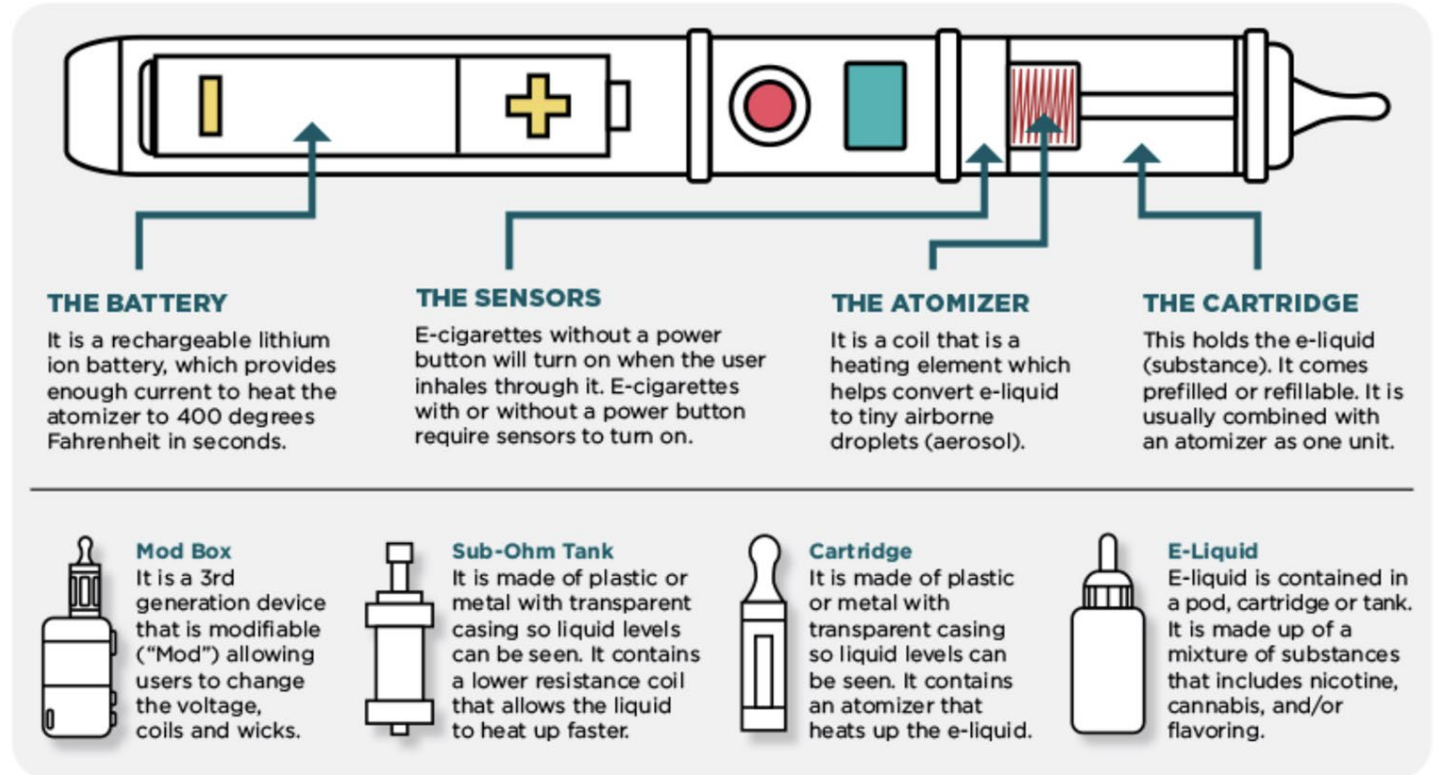 THE BATTERY
It is a rechargeable lithium
ion battery, which provides
enough current to heat the
atomizer to 400 degrees
Fahrenheit in seconds.
THE SENSORS
E-cigarettes without a power
button will turn on when the user
inhales through it. E-cigarettes
with or without a power button
require sensors to turn on.
THE ATOMIZER
It is a coil that is a
heating element which
helps convert e-liquid
to tiny airborne
droplets (aerosol).
THE CARTRIDGE
This holds the e-liquid
(substance). It comes
prefilled or refillable. It is
usually combined with
an atomizer as one unit.
Mod Box
It is a 3rd
generation device
that is modifiable
(“Mod”) allowing
users to change
the voltage,
coils and wicks.
Sub-Ohm Tank
It is made of plastic or
metal with transparent
casing so liquid levels
can be seen. It contains
a lower resistance coil
that allows the liquid
to heat up faster.
Cartridge
It is made of plastic
or metal with
transparent casing
so liquid levels can
be seen. It contains
an atomizer that
heats up the e-liquid.
E-Liquid
E-liquid is contained in
a pod, cartridge or tank.
It is made up of a
mixture of substances
that includes nicotine,
cannabis, and/or
flavoring.